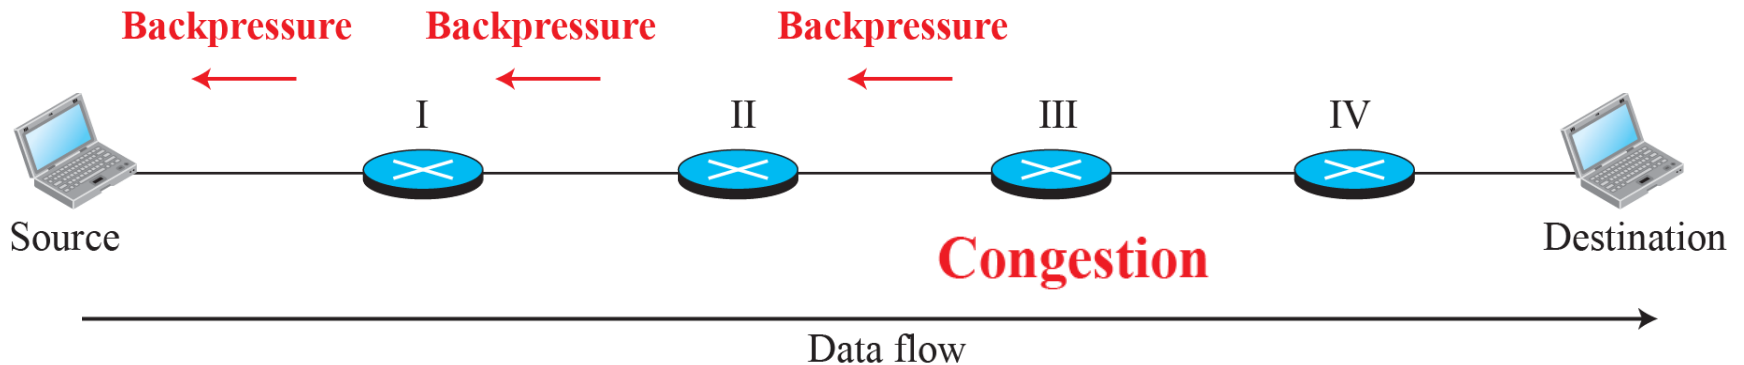 Backpressure Backpressure Backpressure
I II III IV
Source Destination
Congestion
Data flow